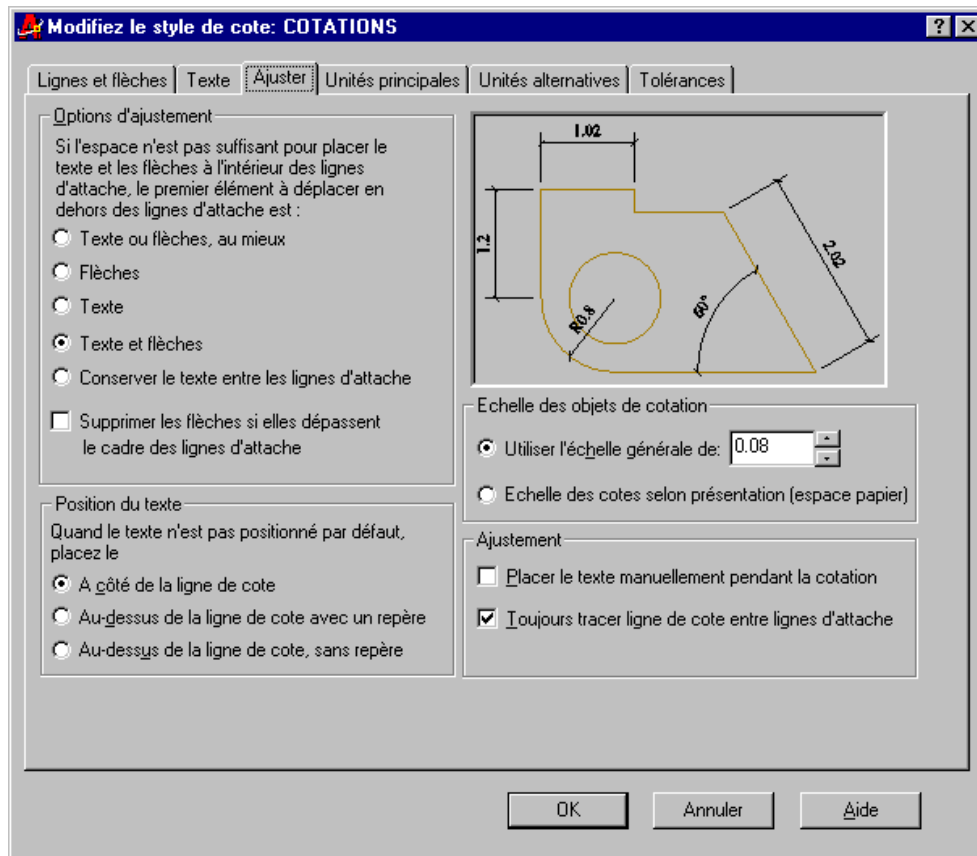 Modifiez le style de cote: COTATIONS
Lignes et flèches
Texte
Ajuster
Unités principales
Unités alternatives
Tolérances
Options d'ajustement
Si l'espace n'est pas suffisant pour placer le
texte et les flèches à l'intérieur des lignes
d'attache, le premier élément à déplacer en
dehors des lignes d'attache est :
Texte ou flèches, au mieux
Flèches
Texte
Texte et flèches
Conserver le texte entre les lignes d'attache
Supprimer les flèches si elles dépassent
le cadre des lignes d'attache
Position du texte
Quand le texte n'est pas positionné par défaut,
placez le
A côté de la ligne de cote
Au-dessus de la ligne de cote avec un repère
Au-dessus de la ligne de cote, sans repère
1.02
1.2
2.02
R0.8
60°
Echelle des objets de cotation
Utiliser l'échelle générale de: 0.08
Echelle des cotes selon présentation (espace papier)
Ajustement
Placer le texte manuellement pendant la cotation
Toujours tracer ligne de cote entre lignes d'attache
OK
Annuler
Aide